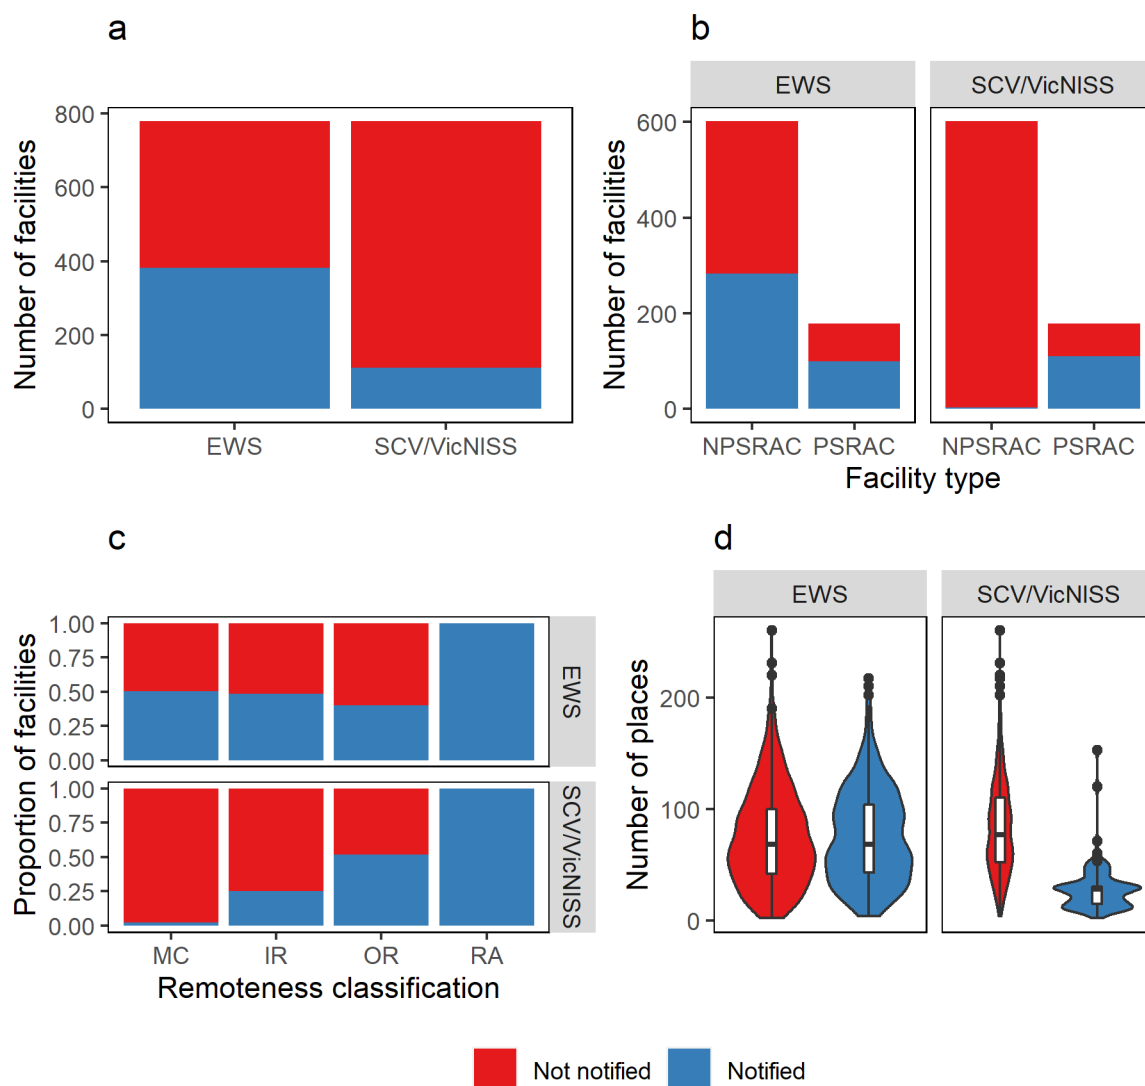 a
Number of facilities
800
600
400
200
0
EWS SCV/VicNISS
b
EWS SCV/VicNISS
Number of facilities
600
400
200
0
NPSRAC PSRAC NPSRAC PSRAC
Facility type
c
Proportion of facilities
1.00
0.75
0.50
0.25
0.00
EWS
1.00
0.75
0.50
0.25
0.00
SCV/VicNISS
MC IR OR RA
Remoteness classification
d
EWS SCV/VicNISS
Number of places
200
100
0
Not notified Notified